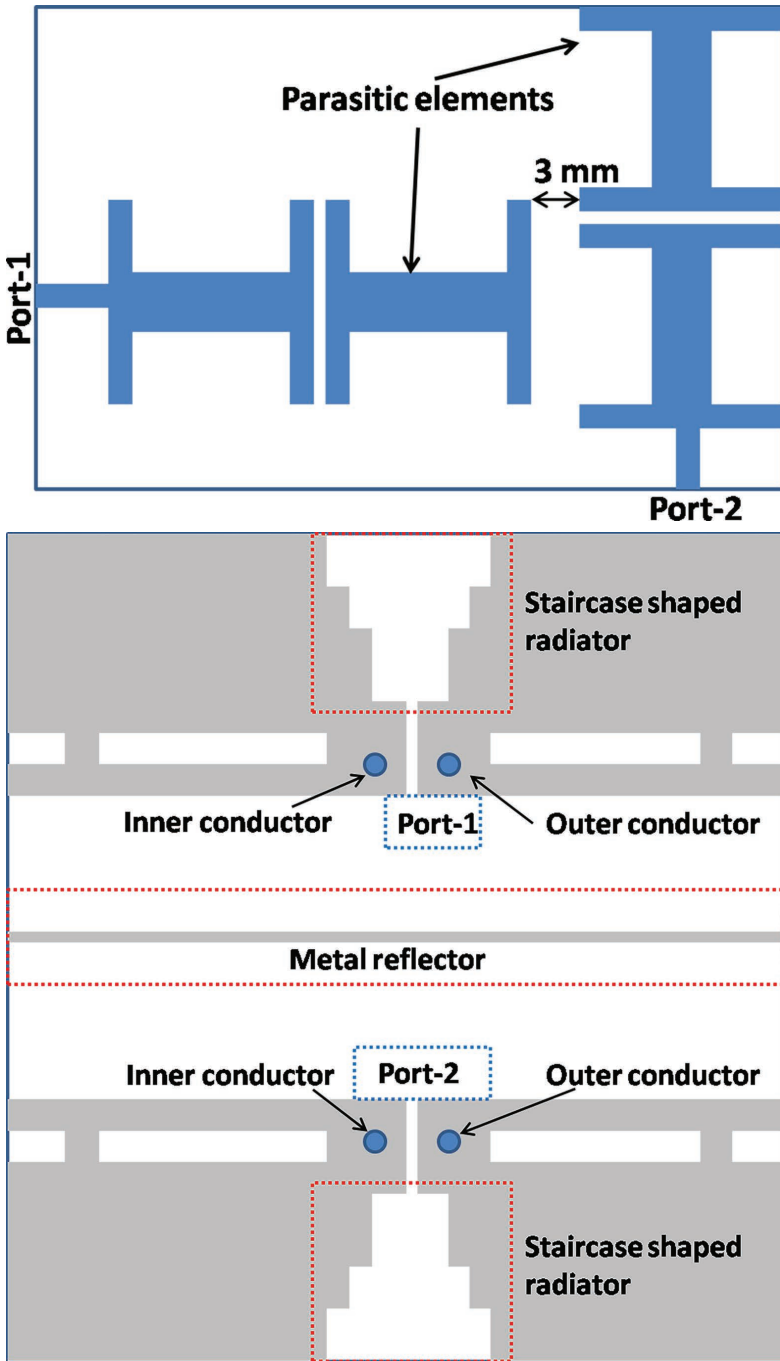 Parasitic elements
3 mm
Port-1
Port-2
Staircase shaped
radiator
Inner conductor
Port-1
Outer conductor
Metal reflector
Inner conductor
Port-2
Outer conductor
Staircase shaped
radiator